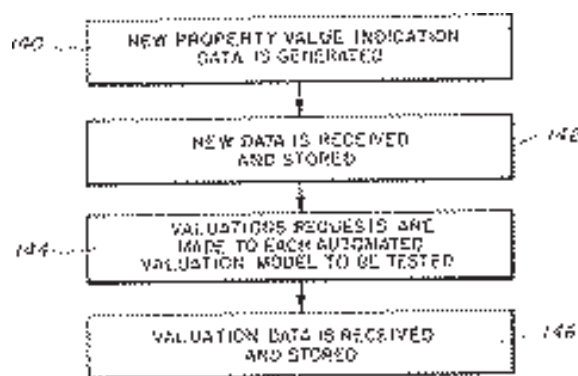 140
NEW PROPERTY VALUE INDICATION
DATA IS GENERATED
NEW DATA IS RECEIVED
AND STORED
142
144
VALUATIONS REQUESTS ARE
MADE TO EACH AUTOMATED
VALUATION MODEL TO BE TESTED
VALUATION DATA IS RECEIVED
AND STORED
146